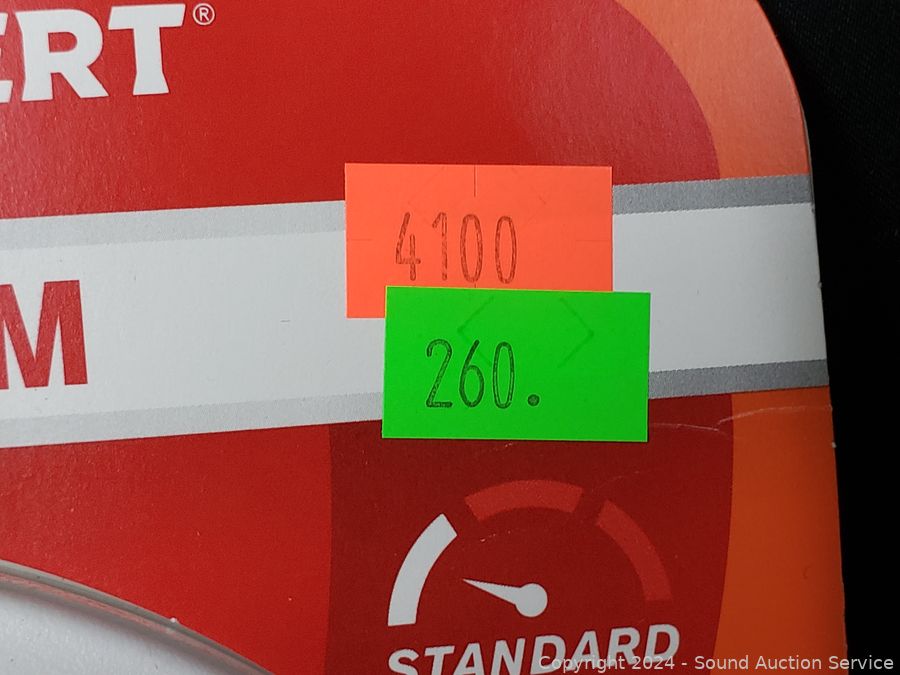 ERT®
4100
M
260.
STANDARD
Copyright 2024 - Sound Auction Service